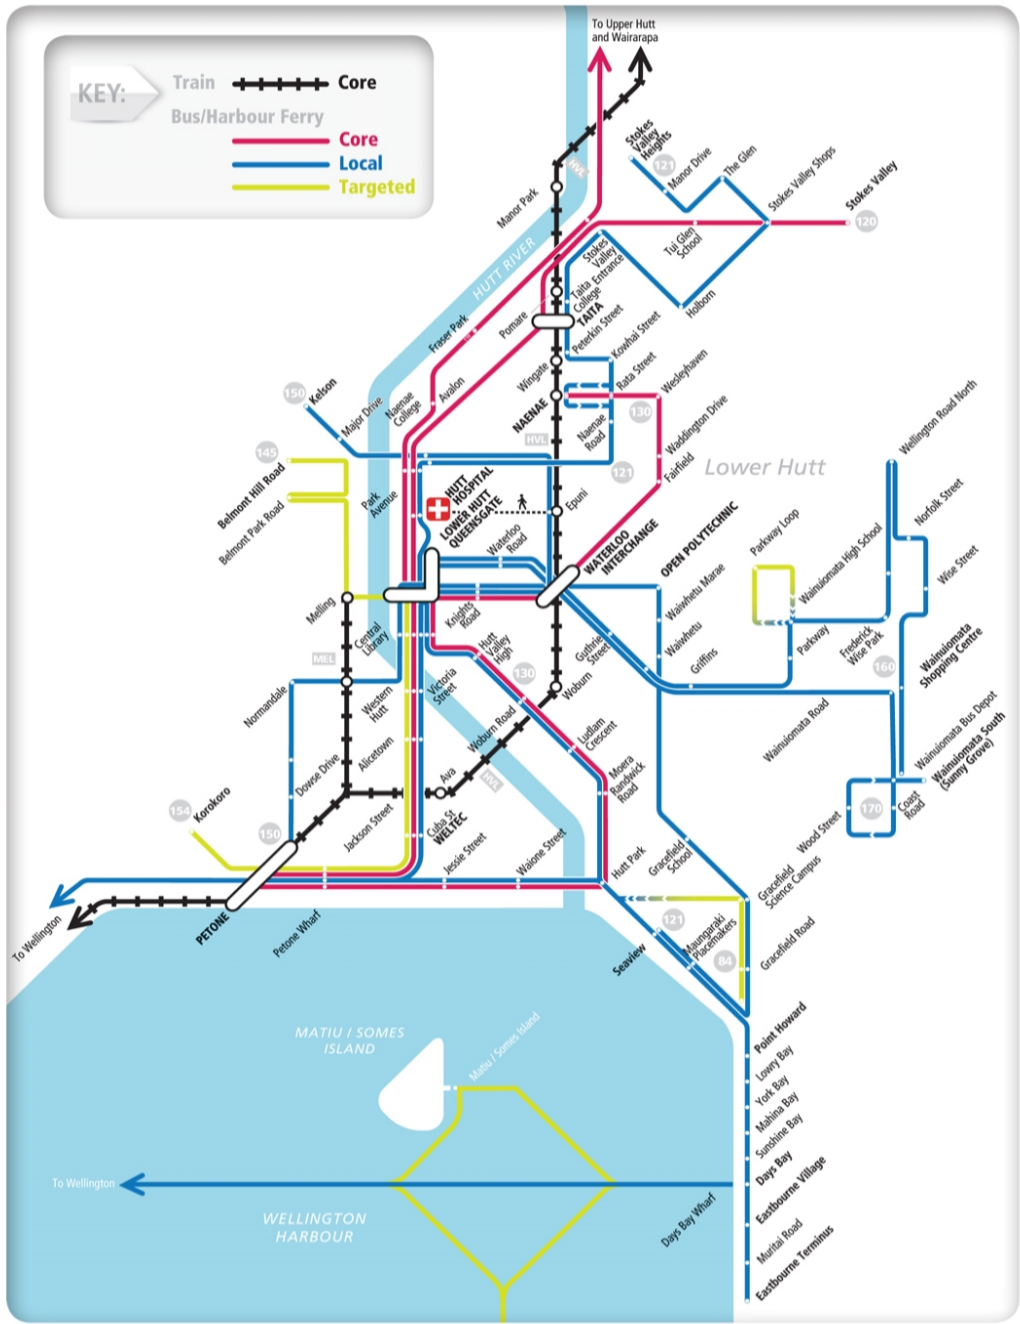 To Upper Hutt
and Wairarapa
KEY:
Train
Core
Bus/Harbour Ferry
Core
Local
Targeted
Stokes
Valley
Heights
121
Manor Drive
The Glen
Stokes Valley Shops
Stokes Valley
120
HVL
Manor Park
Tui Glen
School
HUTT RIVER
Stokes
Valley
Entrance
Taita
College
TAITA
Holborn
Pomare
Peterkin Street
Fraser Park
Kowhai Street
Wingate
Rata Street
Wesleyhaven
150
Kelson
Major Drive
Naenae
College
Avalon
NAENAE
130
Waddington Drive
Wellington Road North
HVL
Naenae
Road
145
Belmont Hill Road
121
Fairfield
Lower Hutt
Park
Avenue
HUTT
HOSPITAL
LOWER HUTT
QUEENSGATE
Epuni
Belmont Park Road
Norfolk Street
Waterloo
Road
WATERLOO
INTERCHANGE
OPEN POLYTECHNIC
Parkway Loop
Wainuiomata High School
Wise Street
Melling
Central
Library
Knights
Road
Waiwhetu Marae
Hutt
Valley
High
Guthrie
Street
Waiwhetu
Griffins
Parkway
Frederick
Wise Park
Wainuiomata
Shopping Centre
MEL
160
130
Normandale
Western
Hutt
Victoria
Street
Woburn
Woburn Road
Ludlam
Crescent
Wainuiomata Road
Wainuiomata Bus Depot
Wainuiomata South
(Sunny Grove)
Dowse Drive
Alicetown
Ava
HVL
Moera
Randwick
Road
154
Korokoro
150
Jackson Street
Cuba St
WELTEC
Wood Street
170
Coast
Road
Jessie Street
Waione Street
Hutt Park
Gracefield
School
Gracefield
Science Campus
To Wellington
PETONE
Petone Wharf
121
Seaview
Maungaraki
Placemakers
84
Gracefield Road
MATIU / SOMES
ISLAND
Matiu / Somes Island
Point Howard
Lowry Bay
York Bay
Mahina Bay
Sunshine Bay
Days Bay
To Wellington
Eastbourne Village
WELLINGTON
HARBOUR
Days Bay Wharf
Muritai Road
Eastbourne Terminus